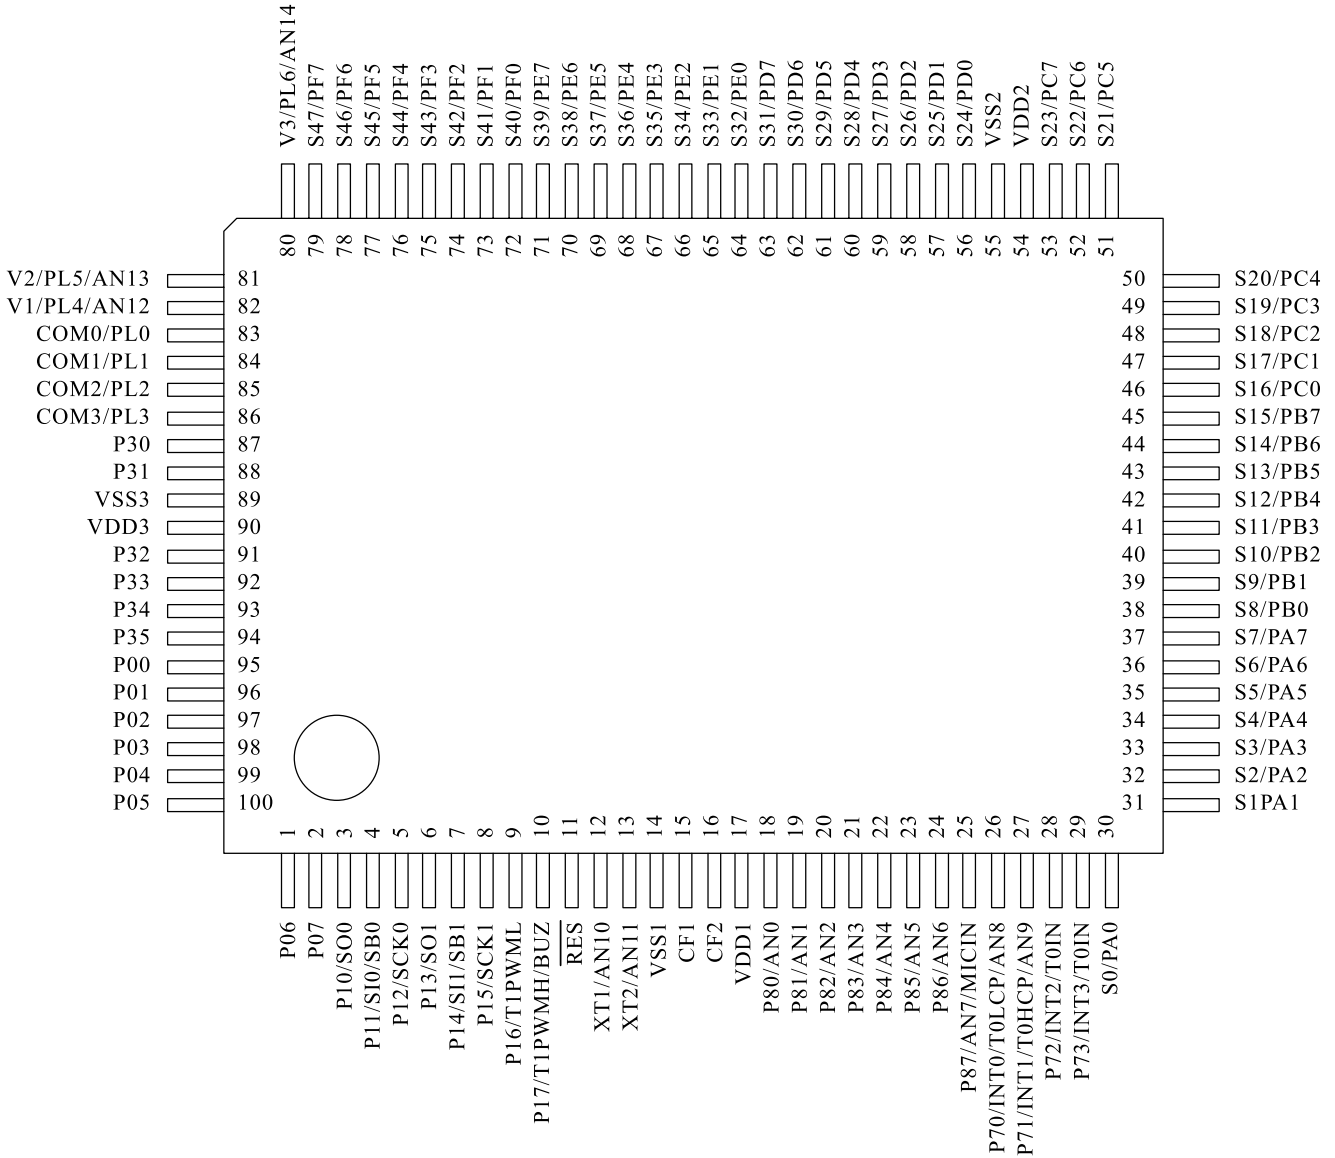 V3/PL6/AN14
S47/PF7
S46/PF6
S45/PF5
S44/PF4
S43/PF3
S42/PF2
S41/PF1
S40/PF0
S39/PE7
S38/PE6
S37/PE5
S36/PE4
S35/PE3
S34/PE2
S33/PE1
S32/PE0
S31/PD7
S30/PD6
S29/PD5
S28/PD4
S27/PD3
S26/PD2
S25/PD1
S24/PD0
VSS2
VDD2
S23/PC7
S22/PC6
S21/PC5
80
79
78
77
76
75
74
73
72
71
70
69
68
67
66
65
64
63
62
61
60
59
58
57
56
55
54
53
52
51
V2/PL5/AN13 81
V1/PL4/AN12 82
COM0/PL0 83
COM1/PL1 84
COM2/PL2 85
COM3/PL3 86
P30 87
P31 88
VSS3 89
VDD3 90
P32 91
P33 92
P34 93
P35 94
P00 95
P01 96
P02 97
P03 98
P04 99
P05 100
50 S20/PC4
49 S19/PC3
48 S18/PC2
47 S17/PC1
46 S16/PC0
45 S15/PB7
44 S14/PB6
43 S13/PB5
42 S12/PB4
41 S11/PB3
40 S10/PB2
39 S9/PB1
38 S8/PB0
37 S7/PA7
36 S6/PA6
35 S5/PA5
34 S4/PA4
33 S3/PA3
32 S2/PA2
31 S1PA1
1
2
3
4
5
6
7
8
9
10
11
12
13
14
15
16
17
18
19
20
21
22
23
24
25
26
27
28
29
30
P06
P07
P10/SO0
P11/SI0/SB0
P12/SCK0
P13/SO1
P14/SI1/SB1
P15/SCK1
P16/T1PWML
P17/T1PWMH/BUZ
RES
XT1/AN10
XT2/AN11
VSS1
CF1
CF2
VDD1
P80/AN0
P81/AN1
P82/AN2
P83/AN3
P84/AN4
P85/AN5
P86/AN6
P87/AN7/MICIN
P70/INT0/T0LCP/AN8
P71/INT1/T0HCP/AN9
P72/INT2/T0IN
P73/INT3/T0IN
S0/PA0